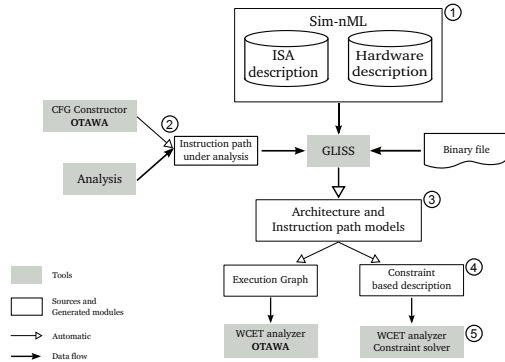 Sim-nML
1
ISA
description
Hardware
description
CFG Constructor
OTAWA
2
Instruction path
under analysis
GLISS
Binary file
Analysis
3
Architecture and
Instruction path models
Execution Graph
Constraint
based description
4
WCET analyzer
OTAWA
WCET analyzer
Constraint solver
5
Tools
Sources and
Generated modules
Automatic
Data flow